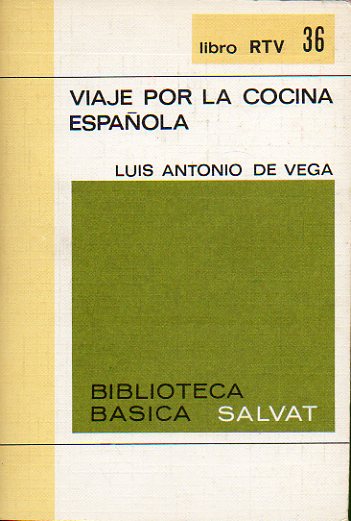 libro RTV 36
VIAJE POR LA COCINA
ESPAÑOLA
LUIS ANTONIO DE VEGA
BIBLIOTECA
BASICA SALVAT